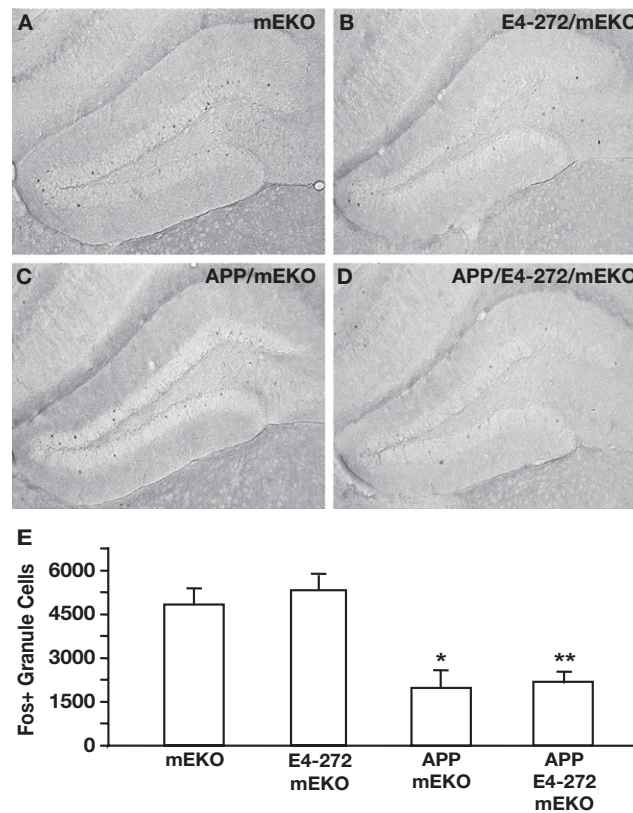 A mEKO
B E4-272/mEKO
C APP/mEKO
D APP/E4-272/mEKO
E
Fos+ Granule Cells
6000
4500
3000
1500
0
* **
mEKO
E4-272
mEKO
APP
mEKO
APP
E4-272
mEKO